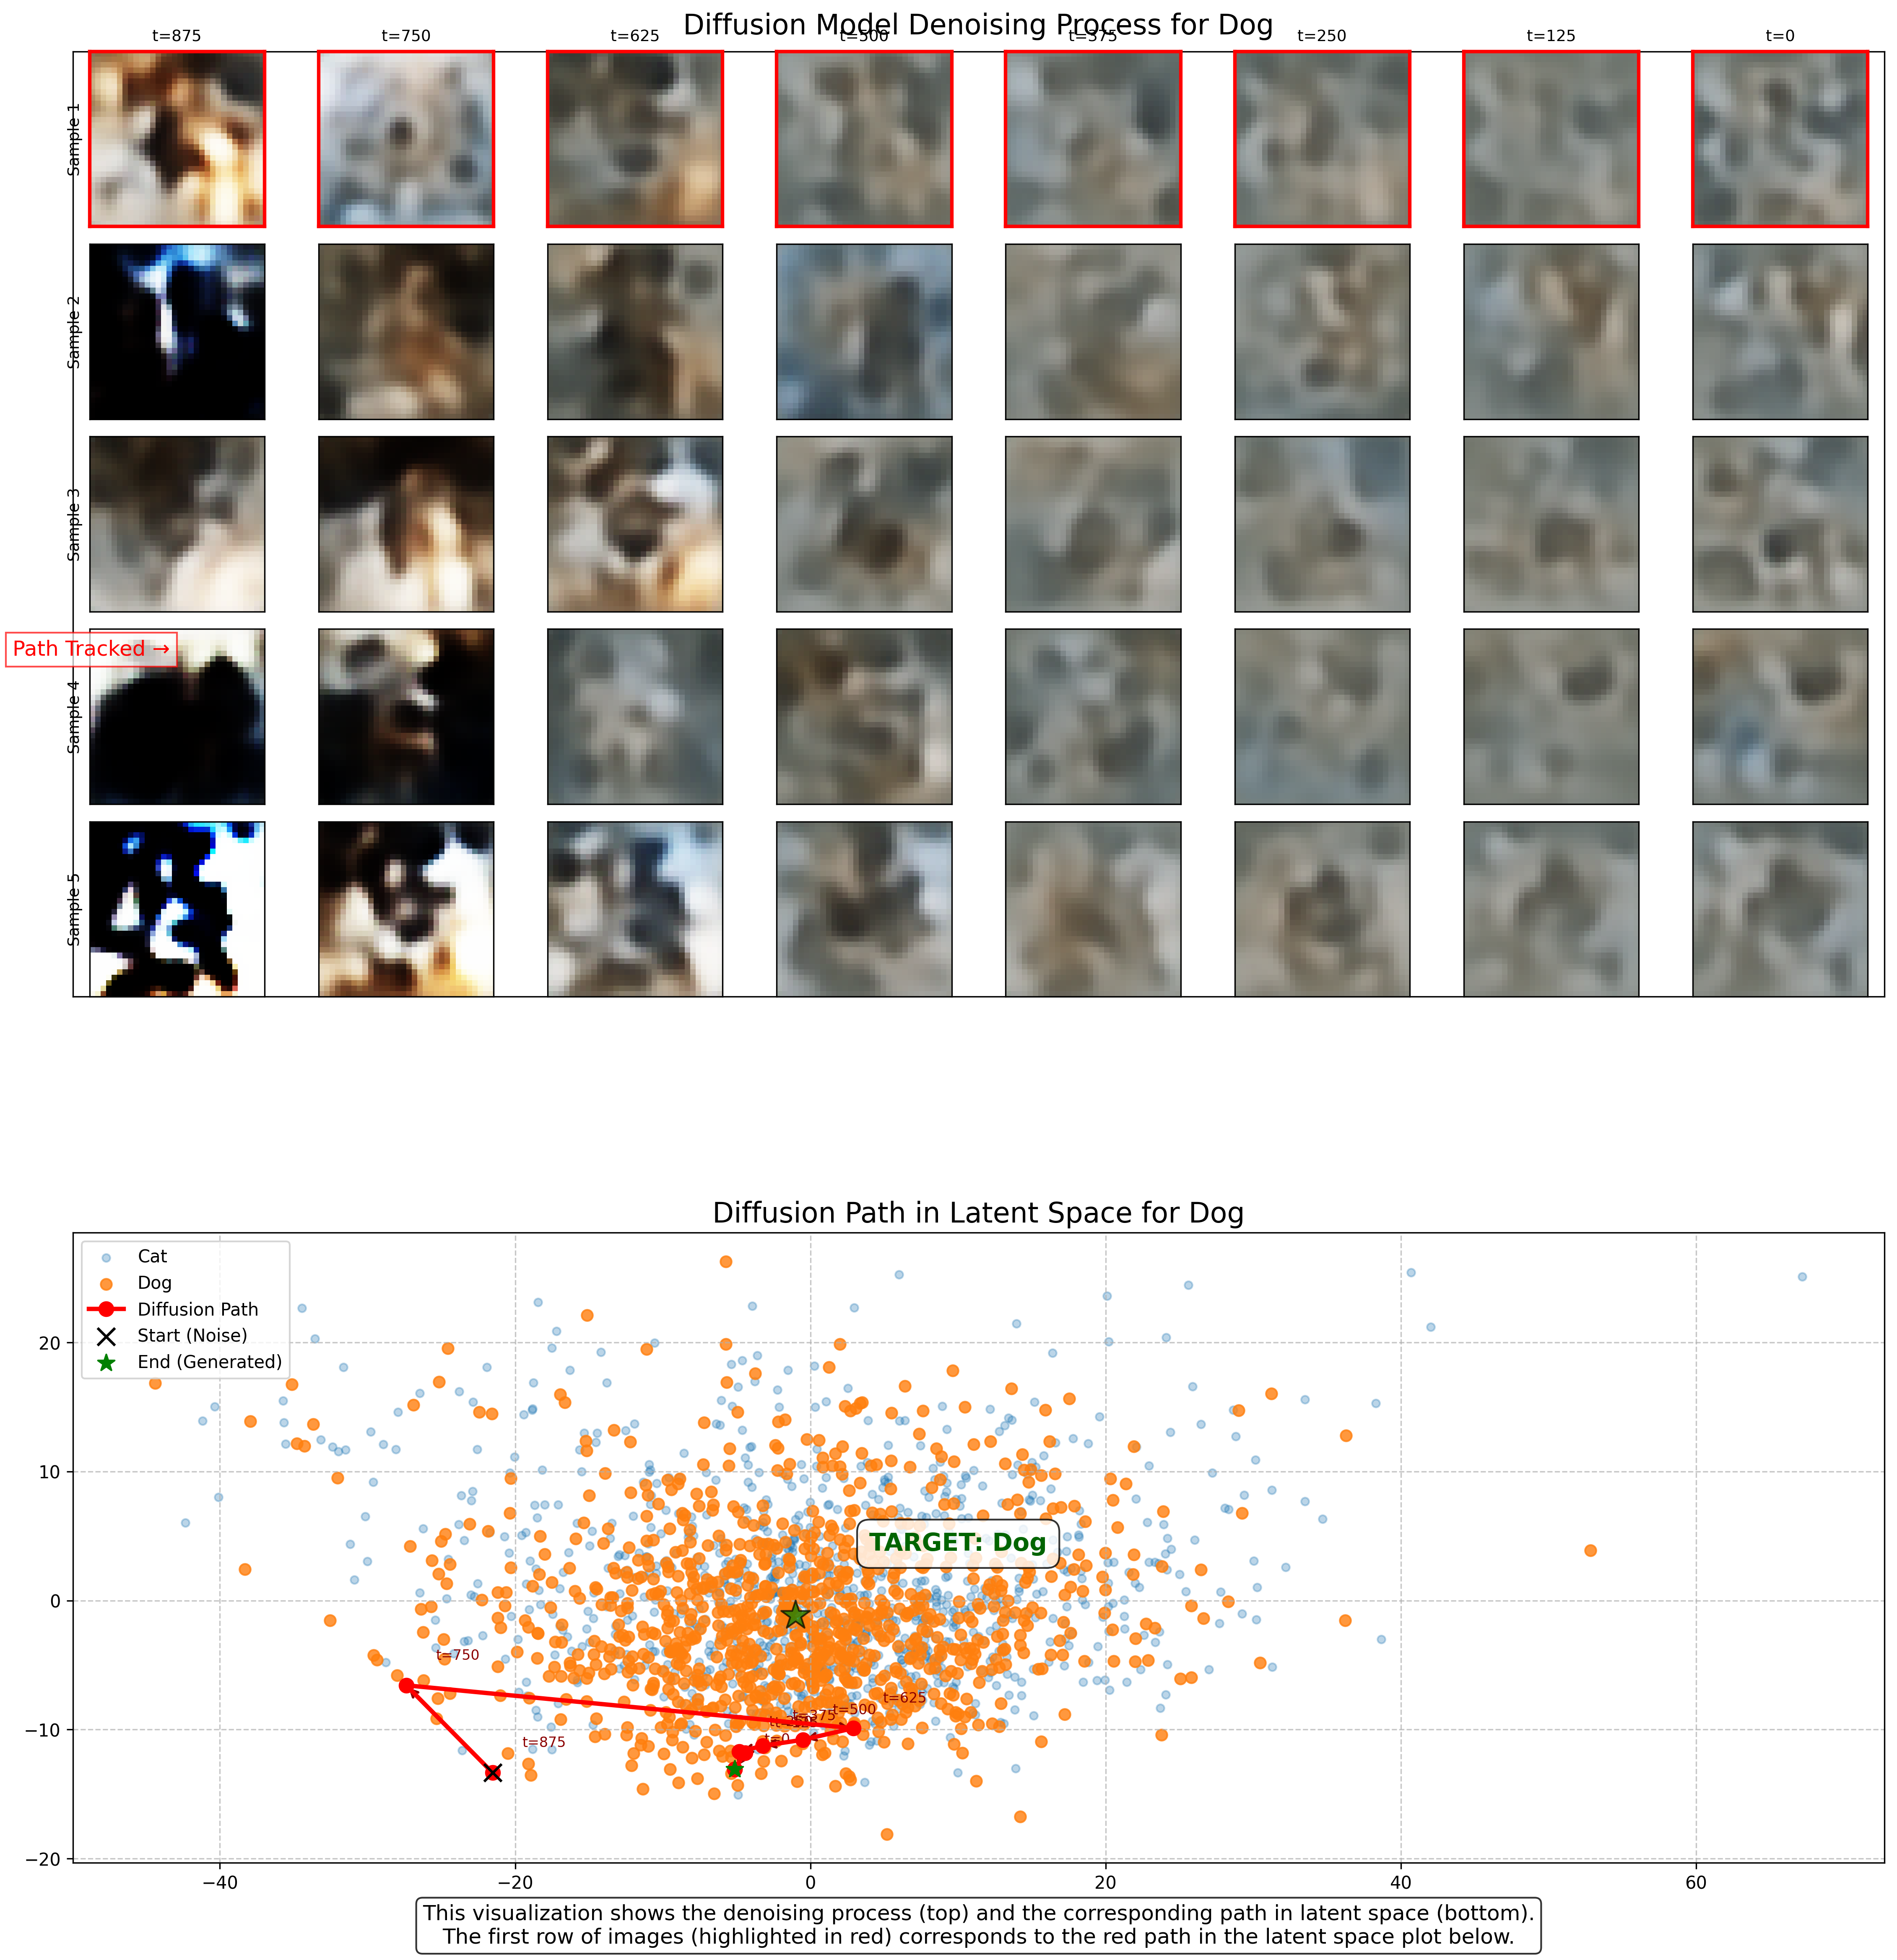 Diffusion Model Denoising Process for Dog
t=875
t=750
t=625
t=500
t=375
t=250
t=125
t=0
Sample 1
Sample 2
Sample 3
Path Tracked →
Sample 4
Sample 5
Diffusion Path in Latent Space for Dog
Cat
Dog
Diffusion Path
Start (Noise)
End (Generated)
20
10
0
−10
−20
TARGET: Dog
t=750
t=625
t=500
t=375
t=0
t=875
−40
−20
0
20
40
60
This visualization shows the denoising process (top) and the corresponding path in latent space (bottom).
The first row of images (highlighted in red) corresponds to the red path in the latent space plot below.